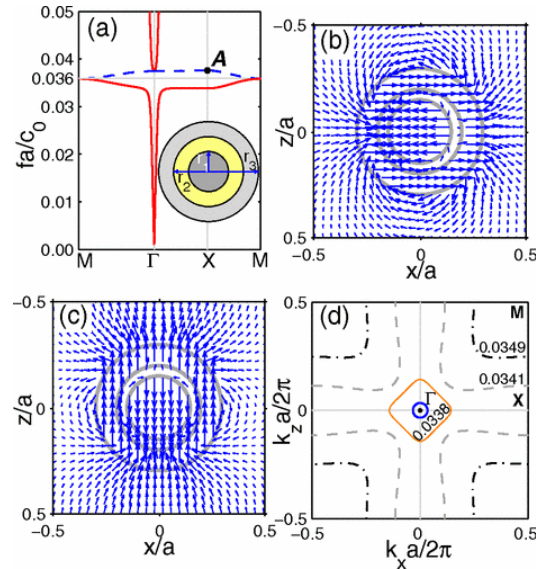 (a)
A
0.05
0.04
0.036
0.03
0.02
0.01
0.00
fa/c₀
r₂
r₃
M Γ X M
(b)
-0.5
0
0.5
z/a
-0.5 0 0.5
x/a
(c)
-0.5
0
0.5
z/a
-0.5 0 0.5
x/a
(d)
M
0.0349
0.0341
X
Γ
0.0338
0.5
0
-0.5
k_z a/2π
-0.5 0 0.5
k_x a/2π